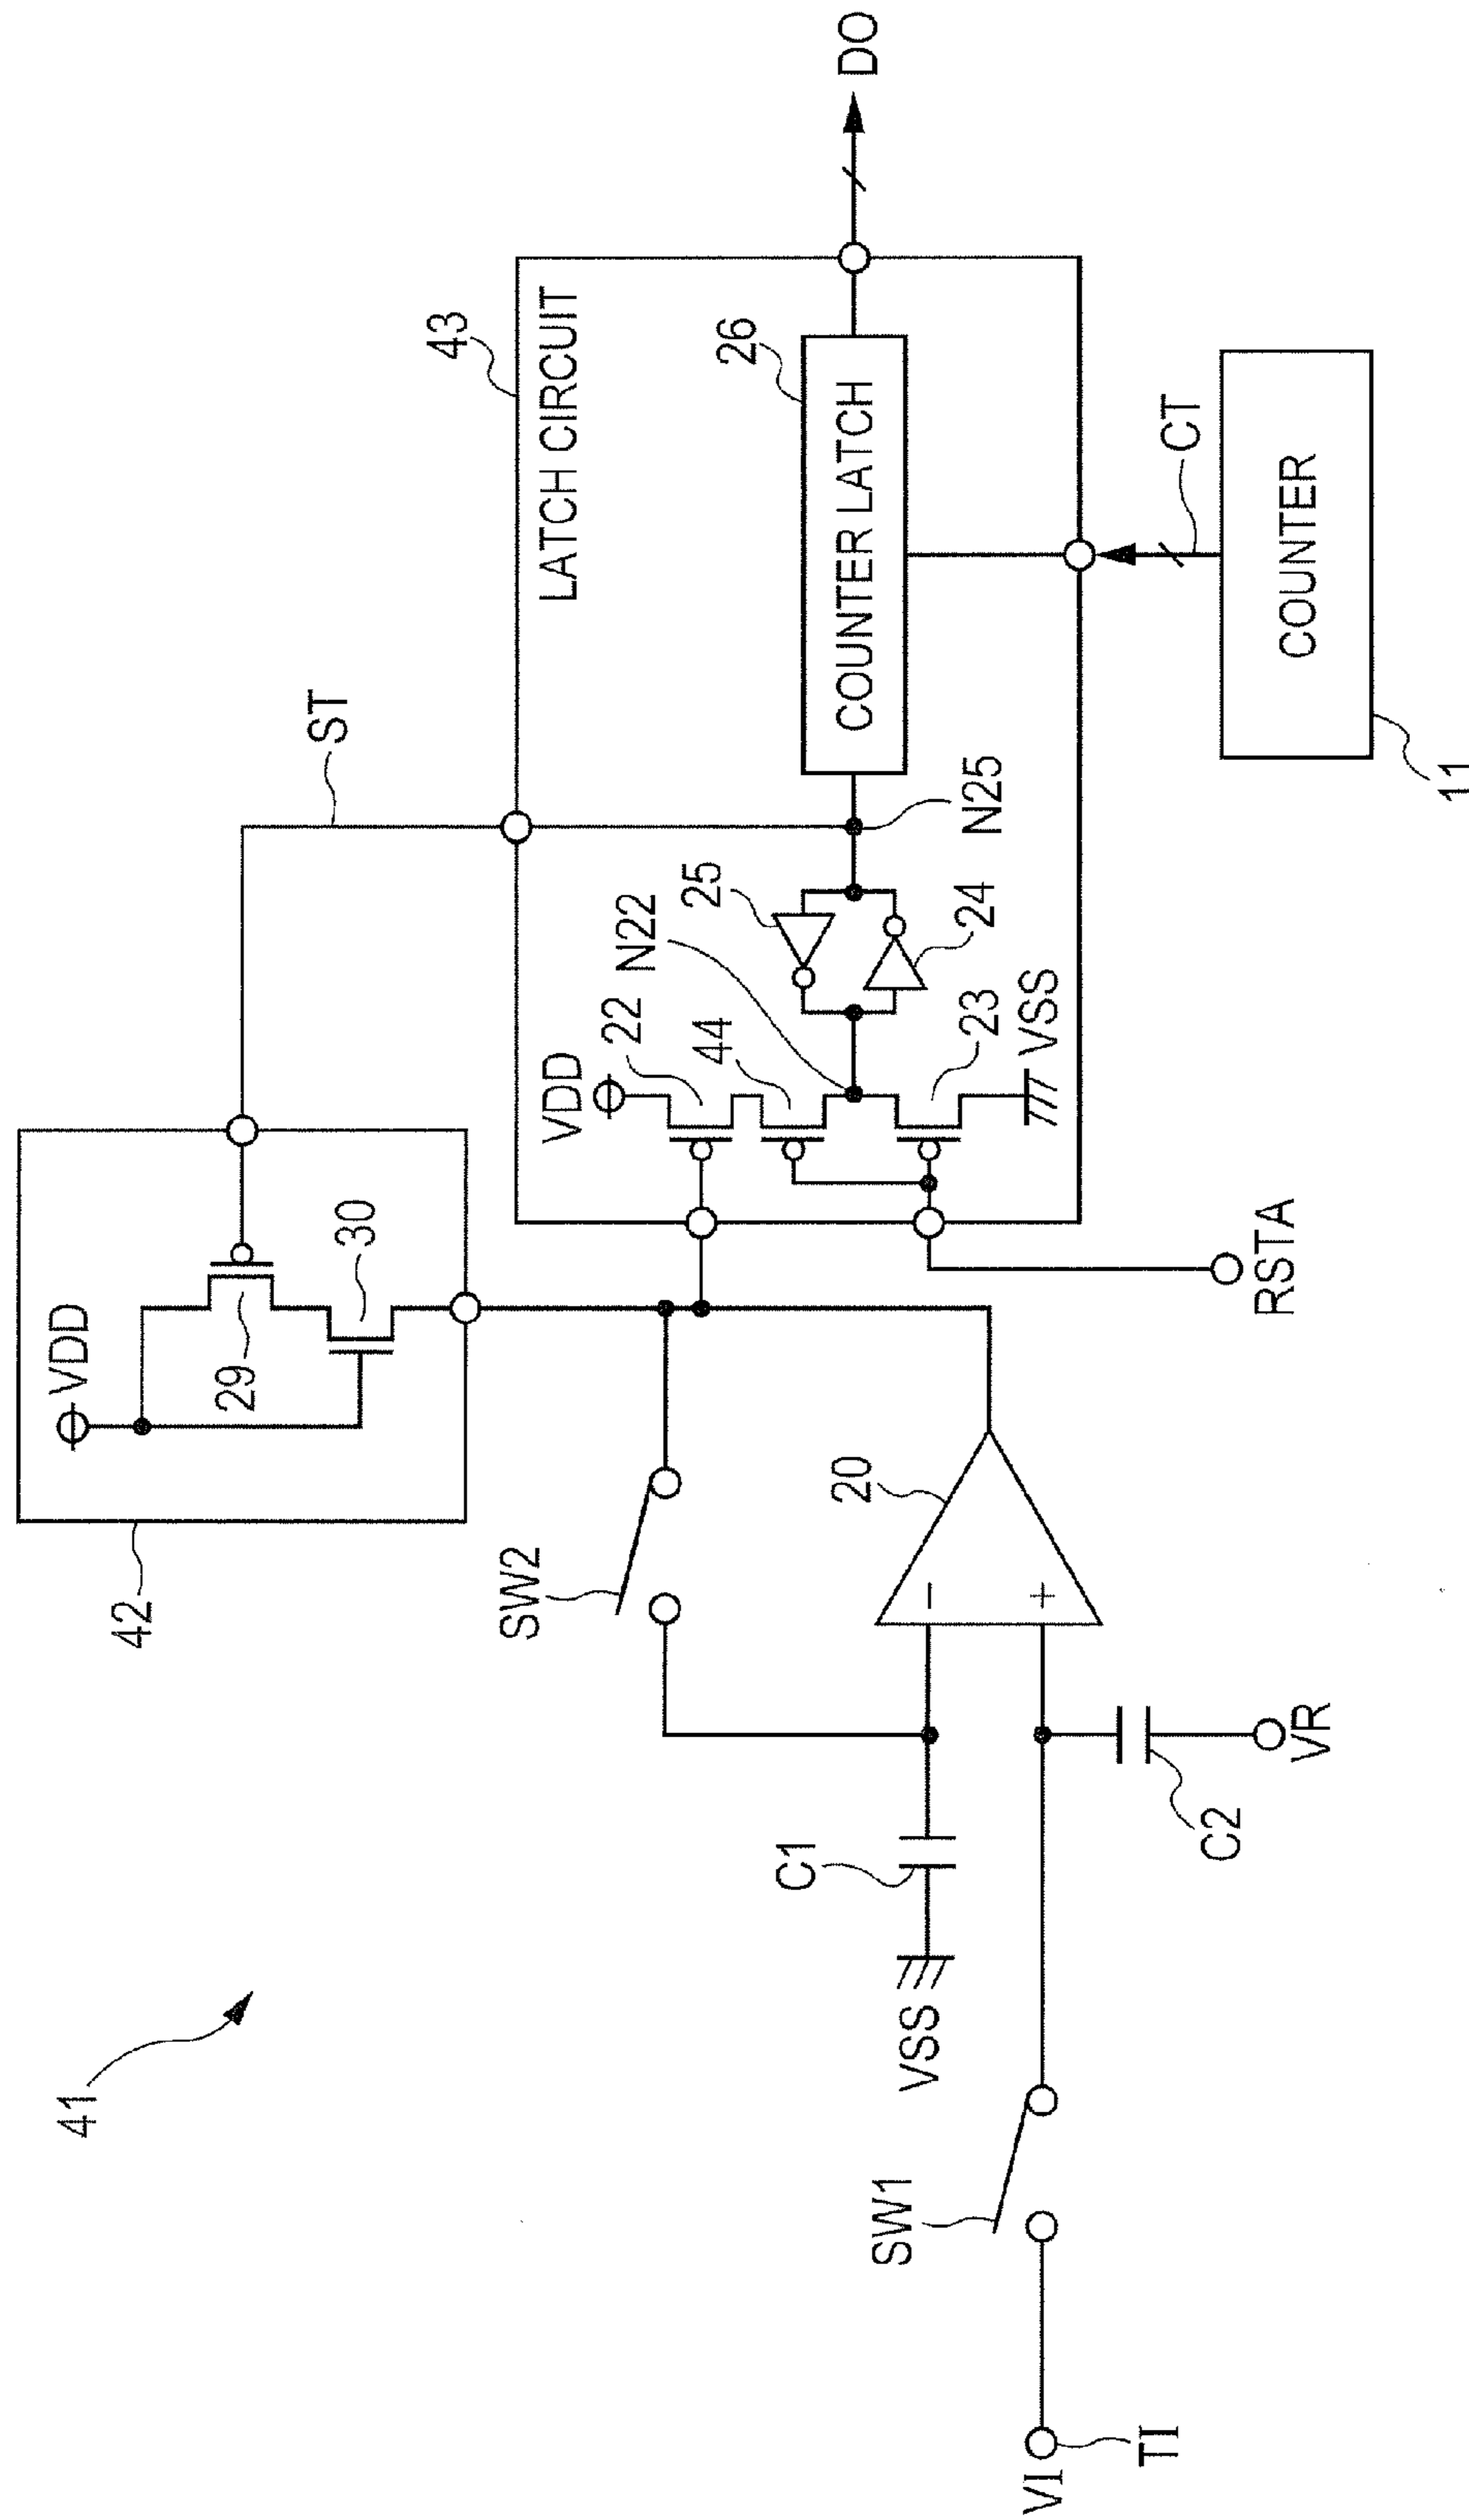 41
42
VDD
29
30
ST
43
LATCH CIRCUIT
VDD
22
44
N22
25
24
23
VSS
N25
26
COUNTER LATCH
DO
SW2
20
−
+
C1
VSS
SW1
VI
TI
C2
VR
RSTA
CT
COUNTER
11